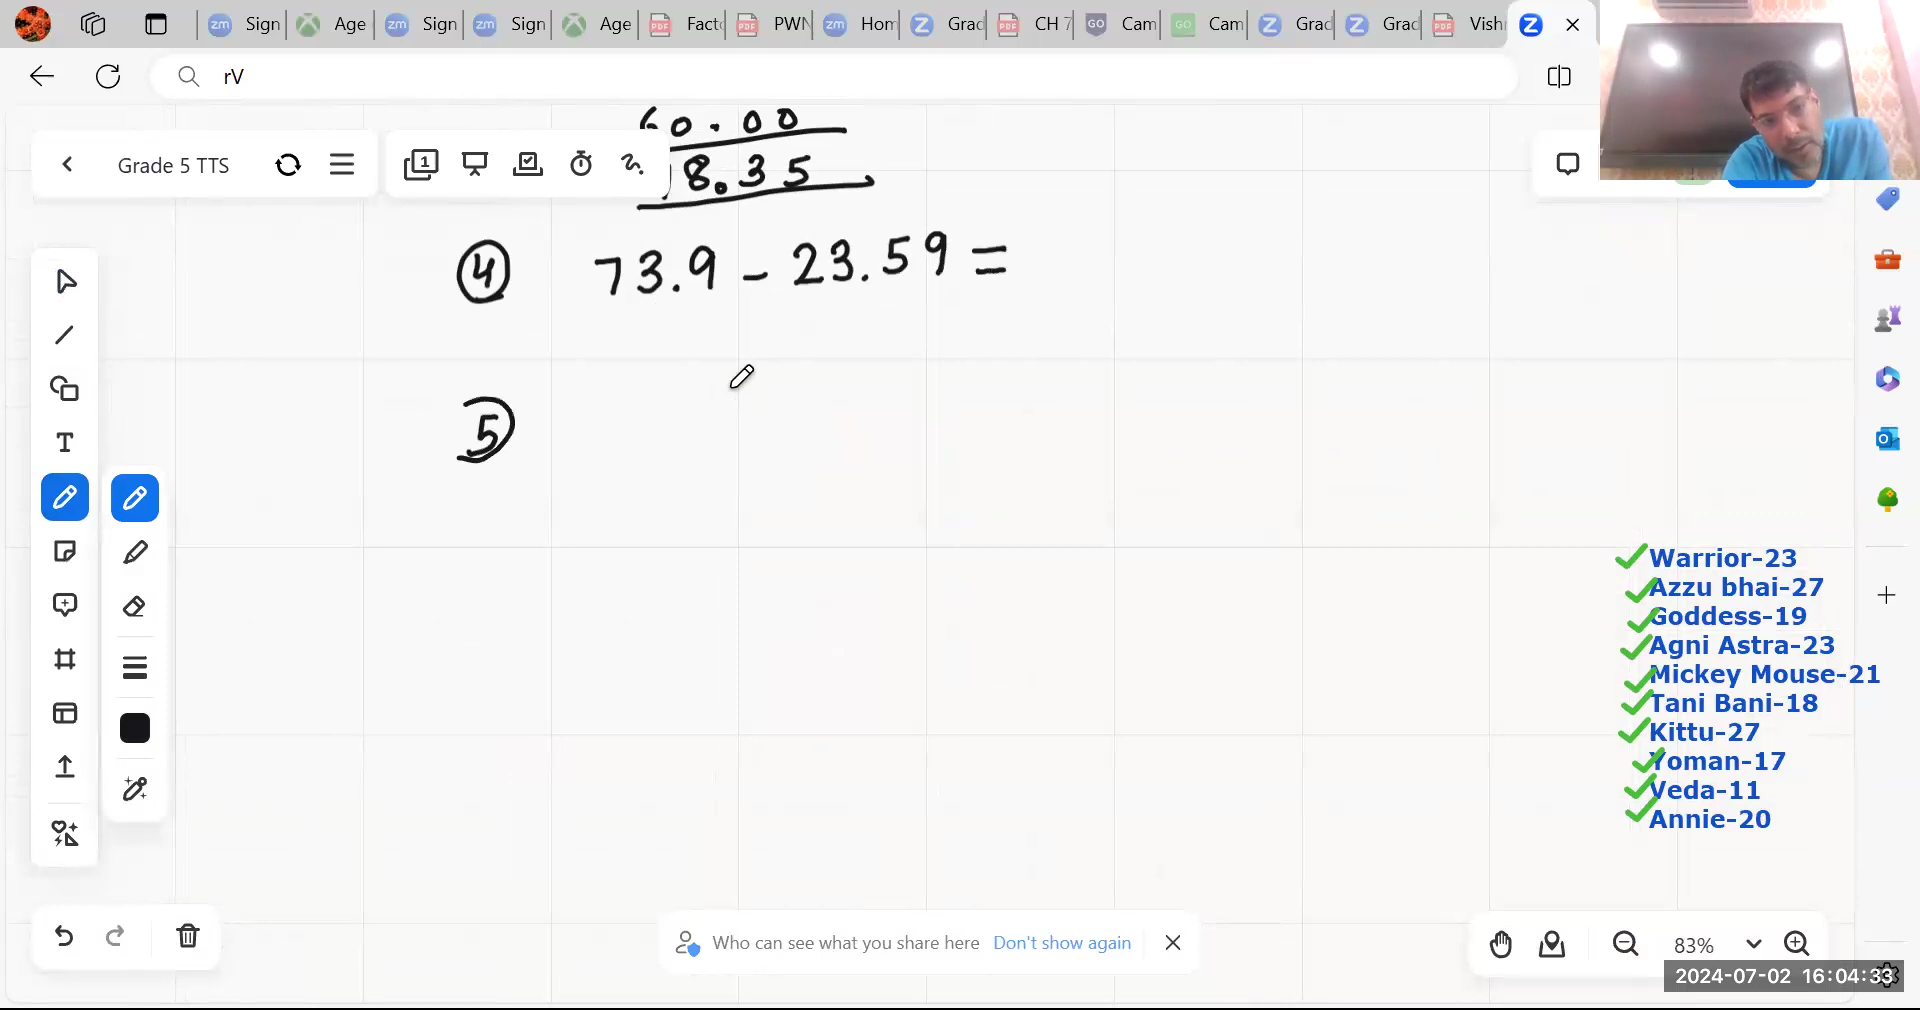 Sign
Age
Sign
Sign
Age
Facto
PWN
Hom
Grad
CH 7
Cam
Cam
Grad
Grad
Vish
rV
60.00
8.35
Grade 5 TTS
1
4 73.9 - 23.59 =
5
T
Warrior-23
Azzu bhai-27
Goddess-19
Agni Astra-23
Mickey Mouse-21
Tani Bani-18
Kittu-27
Yoman-17
Veda-11
Annie-20
Who can see what you share here Don't show again
83%
2024-07-02 16:04:33